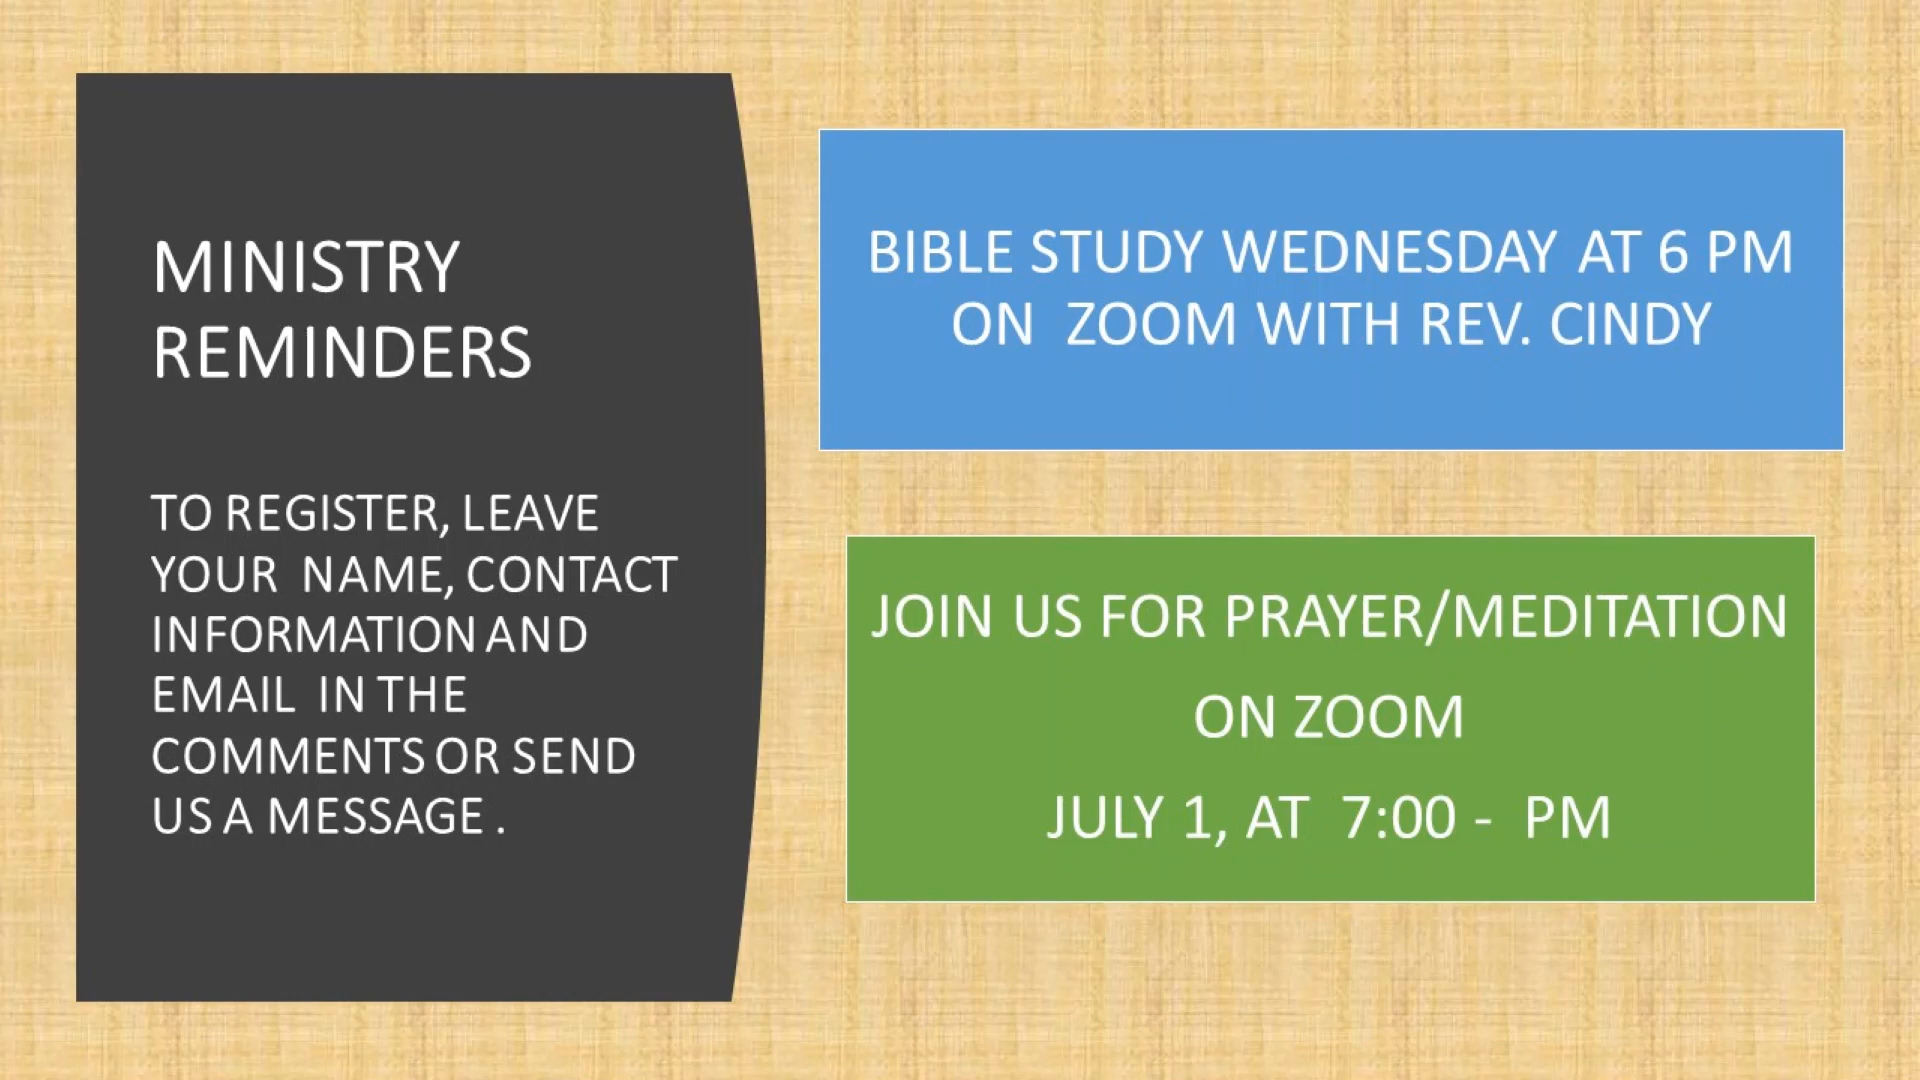 MINISTRY
REMINDERS
TO REGISTER, LEAVE
YOUR NAME, CONTACT
INFORMATION AND
EMAIL IN THE
COMMENTS OR SEND
US A MESSAGE .
BIBLE STUDY WEDNESDAY AT 6 PM
ON ZOOM WITH REV. CINDY
JOIN US FOR PRAYER/MEDITATION
ON ZOOM
JULY 1, AT 7:00 - PM